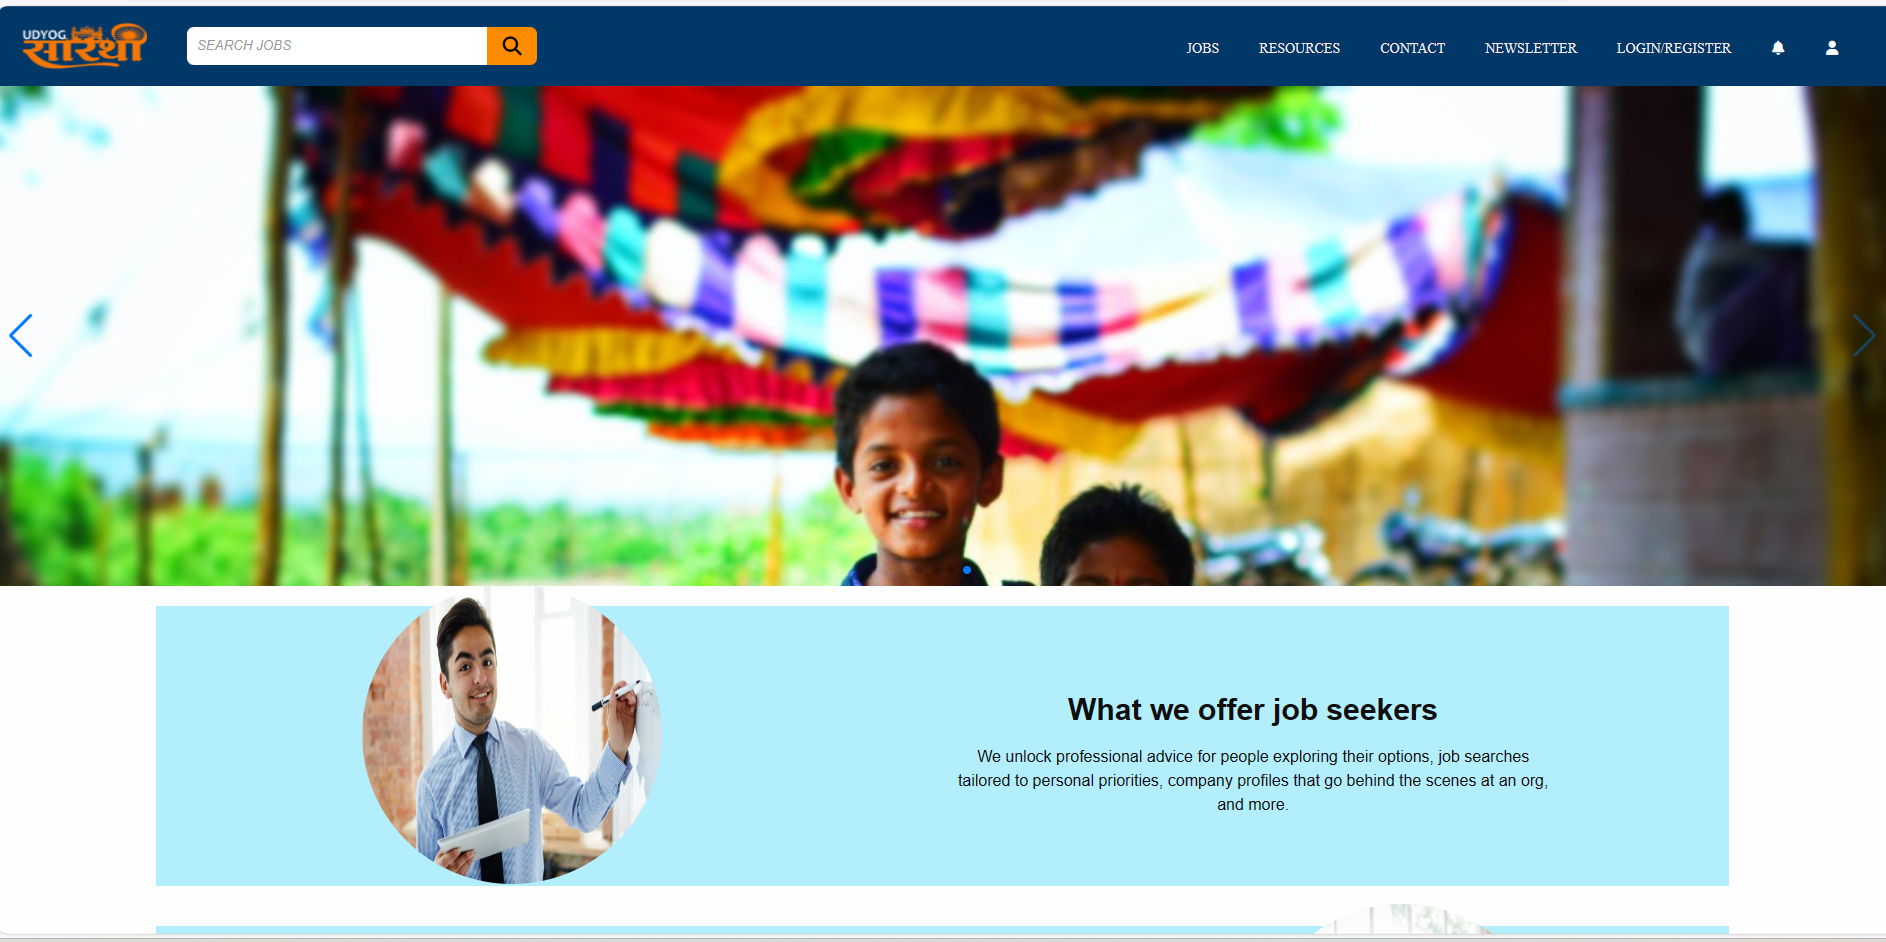 UDYOG
सारथी
SEARCH JOBS
JOBS
RESOURCES
CONTACT
NEWSLETTER
LOGIN/REGISTER
What we offer job seekers
We unlock professional advice for people exploring their options, job searches
tailored to personal priorities, company profiles that go behind the scenes at an org,
and more.